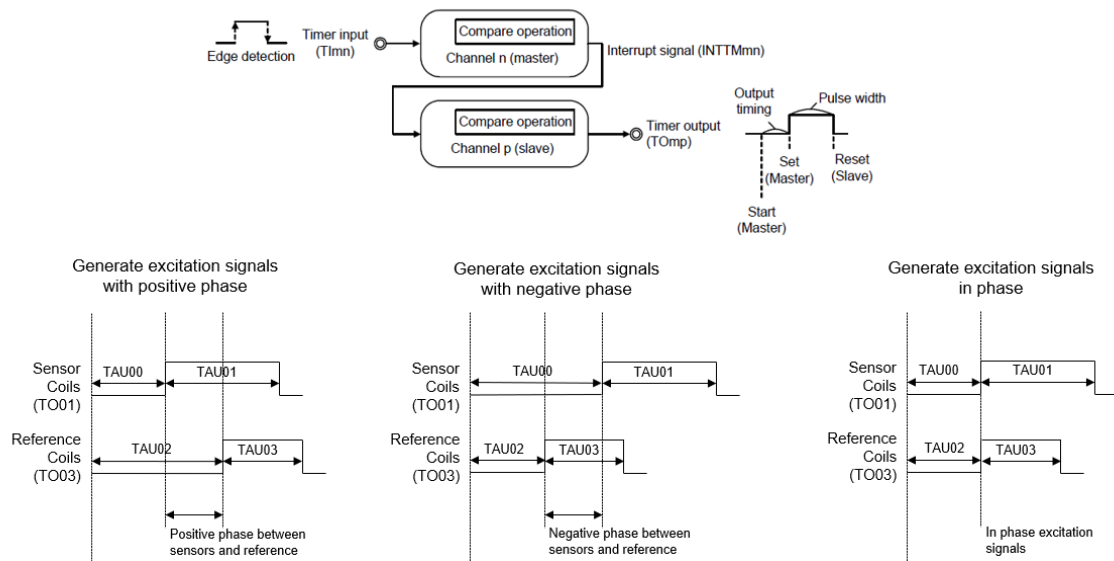 Edge detection
Timer input
(TImn)
Compare operation
Channel n (master)
Interrupt signal (INTTMmn)
Compare operation
Channel p (slave)
Timer output
(TOmp)
Output
timing
Pulse width
Set
(Master)
Reset
(Slave)
Start
(Master)
Generate excitation signals
with positive phase
Sensor
Coils
(TO01)
TAU00
TAU01
Reference
Coils
(TO03)
TAU02
TAU03
Positive phase between
sensors and reference
Generate excitation signals
with negative phase
Sensor
Coils
(TO01)
TAU00
TAU01
Reference
Coils
(TO03)
TAU02
TAU03
Negative phase between
sensors and reference
Generate excitation signals
in phase
Sensor
Coils
(TO01)
TAU00
TAU01
Reference
Coils
(TO03)
TAU02
TAU03
In phase excitation
signals